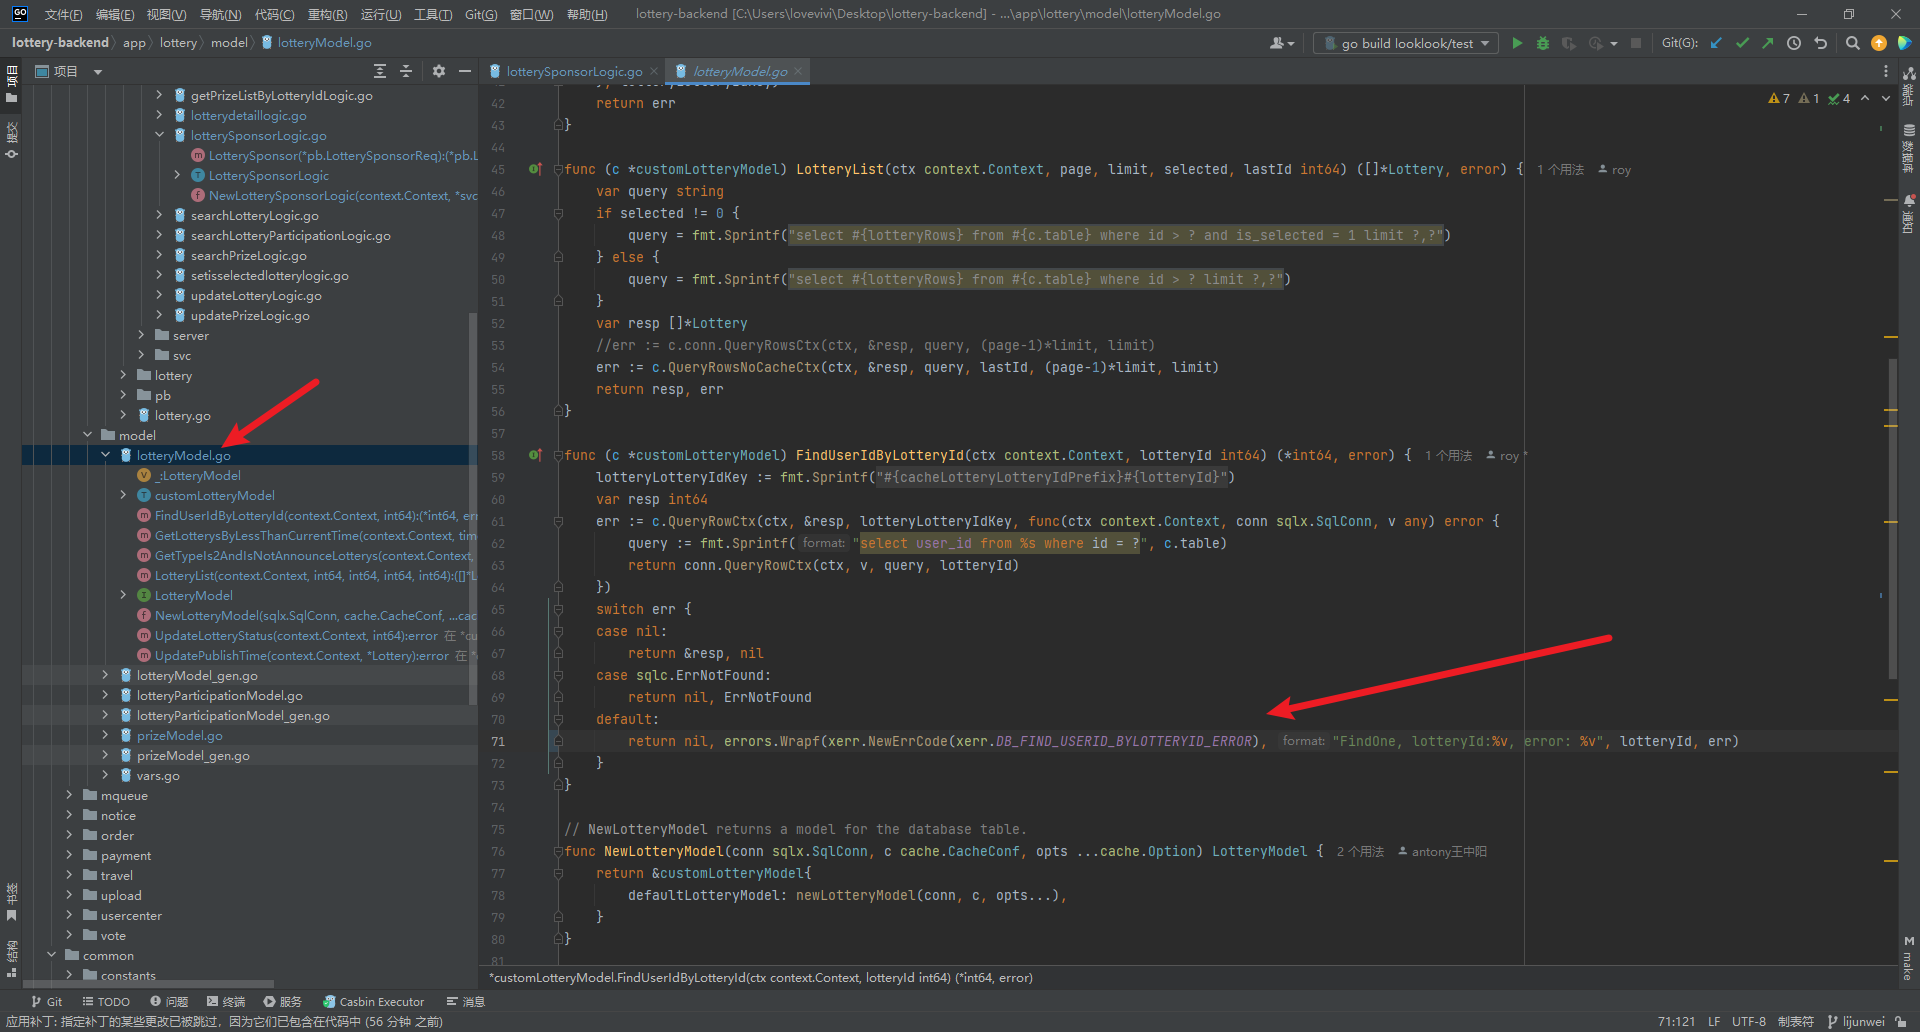 GO 文件(F) 编辑(E) 视图(V) 导航(N) 代码(C) 重构(R) 运行(U) 工具(T) Git(G) 窗口(W) 帮助(H) lottery-backend [C:\Users\lovevivi\Desktop\lottery-backend] - ...\app\lottery\model\lotteryModel.go
lottery-backend app lottery model lotteryModel.go
go build looklook/test Git(G):
项目
提交
书签
结构
项目
getPrizeListByLotteryIdLogic.go
lotterydetaillogic.go
lotterySponsorLogic.go
LotterySponsor(*pb.LotterySponsorReq):(*pb.L
LotterySponsorLogic
NewLotterySponsorLogic(context.Context, *svc
searchLotteryLogic.go
searchLotteryParticipationLogic.go
searchPrizeLogic.go
setisselectedlotterylogic.go
updateLotteryLogic.go
updatePrizeLogic.go
server
svc
lottery
pb
lottery.go
model
lotteryModel.go
_:LotteryModel
customLotteryModel
FindUserIdByLotteryId(context.Context, int64):(*int64, er
GetLotterysByLessThanCurrentTime(context.Context, tim
GetTypeIs2AndIsNotAnnounceLotterys(context.Context,
LotteryList(context.Context, int64, int64, int64, int64):([]*L
LotteryModel
NewLotteryModel(sqlx.SqlConn, cache.CacheConf, ...cac
UpdateLotteryStatus(context.Context, int64):error 在 *cu
UpdatePublishTime(context.Context, *Lottery):error 在 *
lotteryModel_gen.go
lotteryParticipationModel.go
lotteryParticipationModel_gen.go
prizeModel.go
prizeModel_gen.go
vars.go
mqueue
notice
order
payment
travel
upload
usercenter
vote
common
constants
lotterySponsorLogic.go lotteryModel.go
7 1 4
42 return err
43 }
44
45 func (c *customLotteryModel) LotteryList(ctx context.Context, page, limit, selected, lastId int64) ([]*Lottery, error) { 1 个用法 roy
46 var query string
47 if selected != 0 {
48 query = fmt.Sprintf("select #{lotteryRows} from #{c.table} where id > ? and is_selected = 1 limit ?,?")
49 } else {
50 query = fmt.Sprintf("select #{lotteryRows} from #{c.table} where id > ? limit ?,?")
51 }
52 var resp []*Lottery
53 //err := c.conn.QueryRowsCtx(ctx, &resp, query, (page-1)*limit, limit)
54 err := c.QueryRowsNoCacheCtx(ctx, &resp, query, lastId, (page-1)*limit, limit)
55 return resp, err
56 }
57
58 func (c *customLotteryModel) FindUserIdByLotteryId(ctx context.Context, lotteryId int64) (*int64, error) { 1 个用法 roy *
59 lotteryLotteryIdKey := fmt.Sprintf("#{cacheLotteryLotteryIdPrefix}#{lotteryId}")
60 var resp int64
61 err := c.QueryRowCtx(ctx, &resp, lotteryLotteryIdKey, func(ctx context.Context, conn sqlx.SqlConn, v any) error {
62 query := fmt.Sprintf( format: "select user_id from %s where id = ?", c.table)
63 return conn.QueryRowCtx(ctx, v, query, lotteryId)
64 })
65 switch err {
66 case nil:
67 return &resp, nil
68 case sqlc.ErrNotFound:
69 return nil, ErrNotFound
70 default:
71 return nil, errors.Wrapf(xerr.NewErrCode(xerr.DB_FIND_USERID_BYLOTTERYID_ERROR), format: "FindOne, lotteryId:%v, error: %v", lotteryId, err)
72 }
73 }
74
75 // NewLotteryModel returns a model for the database table.
76 func NewLotteryModel(conn sqlx.SqlConn, c cache.CacheConf, opts ...cache.Option) LotteryModel { 2 个用法 antony王中阳
77 return &customLotteryModel{
78 defaultLotteryModel: newLotteryModel(conn, c, opts...),
79 }
80 }
81
*customLotteryModel.FindUserIdByLotteryId(ctx context.Context, lotteryId int64) (*int64, error)
端点
数据库
通知
M make
Git TODO 问题 终端 服务 Casbin Executor 消息
应用补丁: 指定补丁的某些更改已被跳过，因为它们已包含在代码中 (56 分钟 之前) 71:121 LF UTF-8 制表符 lijunwei